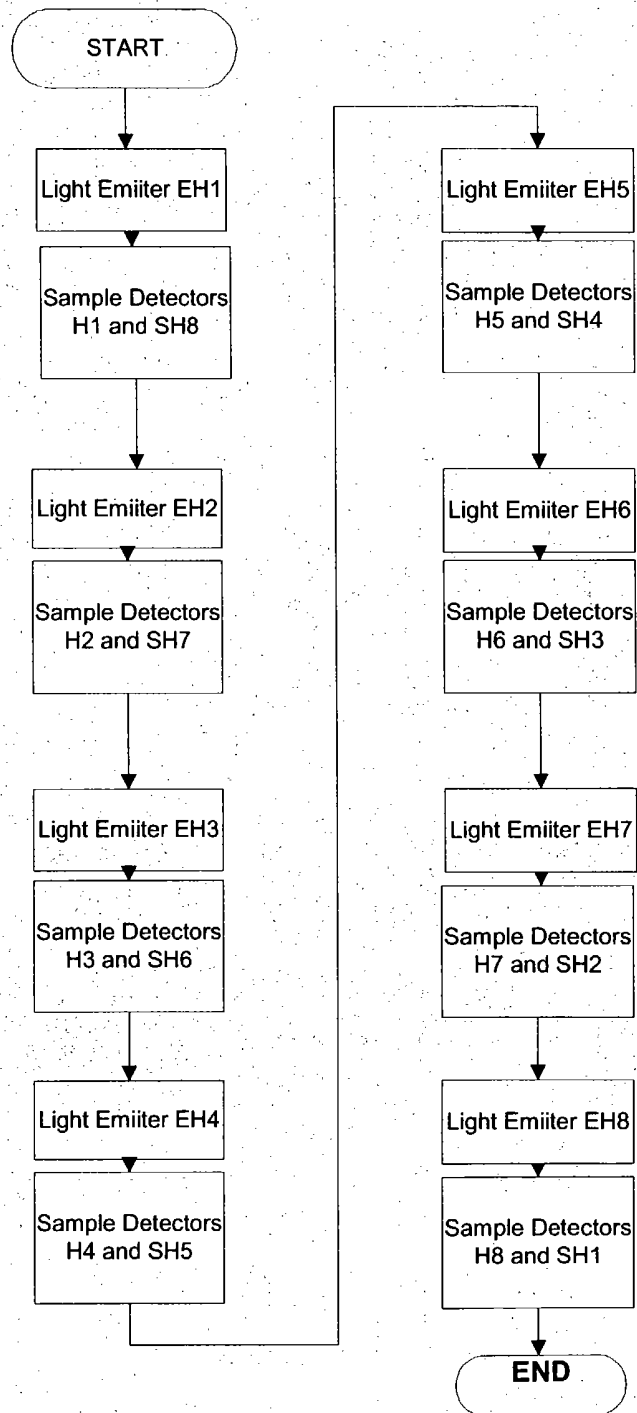 START
Light Emiiter EH1
Sample Detectors
H1 and SH8
Light Emiiter EH2
Sample Detectors
H2 and SH7
Light Emiiter EH3
Sample Detectors
H3 and SH6
Light Emiiter EH4
Sample Detectors
H4 and SH5
Light Emiiter EH5
Sample Detectors
H5 and SH4
Light Emiiter EH6
Sample Detectors
H6 and SH3
Light Emiiter EH7
Sample Detectors
H7 and SH2
Light Emiiter EH8
Sample Detectors
H8 and SH1
END